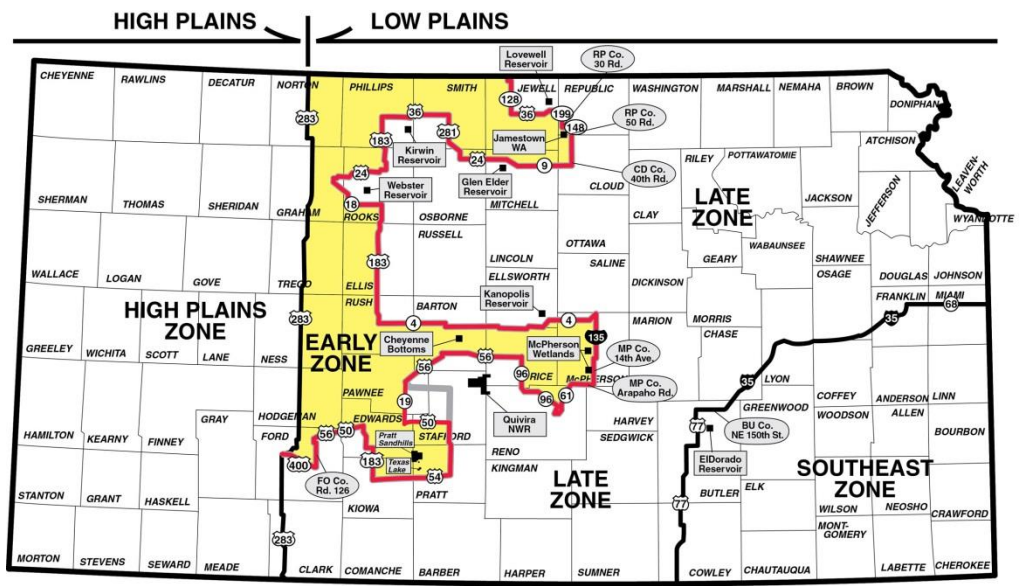 HIGH PLAINS
LOW PLAINS
Lovewell
Reservoir
RP Co.
30 Rd.
CHEYENNE
RAWLINS
DECATUR
NORTON
PHILLIPS
SMITH
JEWELL
REPUBLIC
WASHINGTON
MARSHALL
NEMAHA
BROWN
DONIPHAN
128
36
199
283
36
281
183
148
Jamestown
WA
RP Co.
50 Rd.
ATCHISON
Kirwin
Reservoir
24
9
24
RILEY
POTTAWATOMIE
LEAVEN-
WORTH
Webster
Reservoir
Glen Elder
Reservoir
CD Co.
40th Rd.
CLOUD
JACKSON
JEFFERSON
SHERMAN
THOMAS
SHERIDAN
GRAHAM
18
ROOKS
OSBORNE
MITCHELL
CLAY
LATE
ZONE
WYANDOTTE
RUSSELL
OTTAWA
WABAUNSEE
LINCOLN
SALINE
GEARY
SHAWNEE
WALLACE
LOGAN
GOVE
TREGO
ELLIS
183
ELLSWORTH
DICKINSON
OSAGE
DOUGLAS
JOHNSON
RUSH
BARTON
Kanopolis
Reservoir
FRANKLIN
MIAMI
68
HIGH PLAINS
ZONE
283
4
4
MARION
MORRIS
CHASE
35
EARLY
ZONE
Cheyenne
Bottoms
McPherson
Wetlands
135
MP Co.
14th Ave.
GREELEY
WICHITA
SCOTT
LANE
NESS
56
56
96
RICE
McPHERSON
35
LYON
PAWNEE
MP Co.
Arapaho Rd.
COFFEY
ANDERSON
LINN
19
96
61
GREENWOOD
WOODSON
ALLEN
HODGEMAN
EDWARDS
50
STAFFORD
Quivira
NWR
HARVEY
77
BU Co.
NE 150th St.
GRAY
FORD
56
50
Pratt
Sandhills
SEDGWICK
BOURBON
HAMILTON
KEARNY
FINNEY
RENO
ElDorado
Reservoir
400
183
Texas
Lake
KINGMAN
SOUTHEAST
ZONE
FO Co.
Rd. 126
54
PRATT
LATE
ZONE
77
BUTLER
ELK
STANTON
GRANT
HASKELL
KIOWA
WILSON
NEOSHO
CRAWFORD
MONT-
GOMERY
283
MORTON
STEVENS
SEWARD
MEADE
CLARK
COMANCHE
BARBER
HARPER
SUMNER
COWLEY
CHAUTAUQUA
LABETTE
CHEROKEE